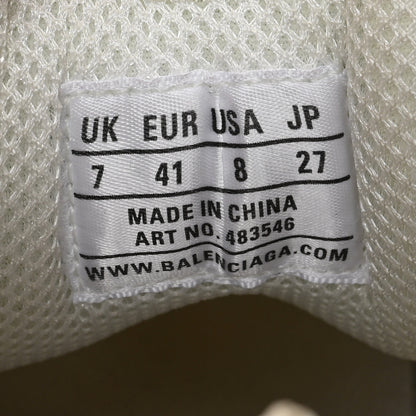 UK EUR USA JP
7 41 8 27
MADE IN CHINA
ART NO. 483546
WWW.BALENCIAGA.COM